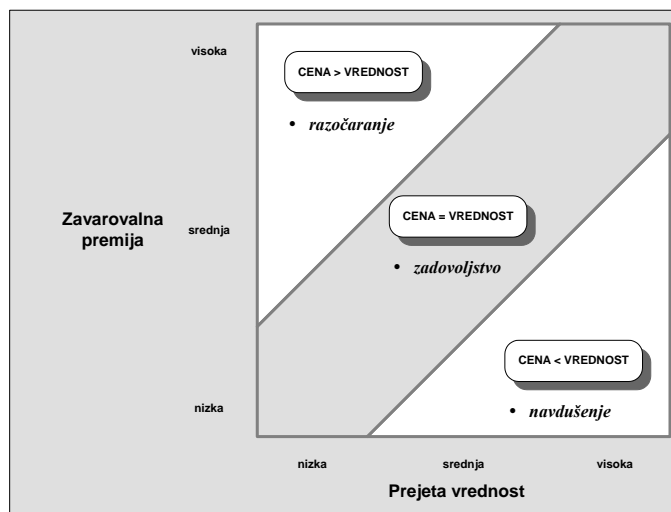 visoka
CENA > VREDNOST
• razočaranje
Zavarovalna
premija
srednja
CENA = VREDNOST
• zadovoljstvo
CENA < VREDNOST
• navdušenje
nizka
nizka
srednja
visoka
Prejeta vrednost